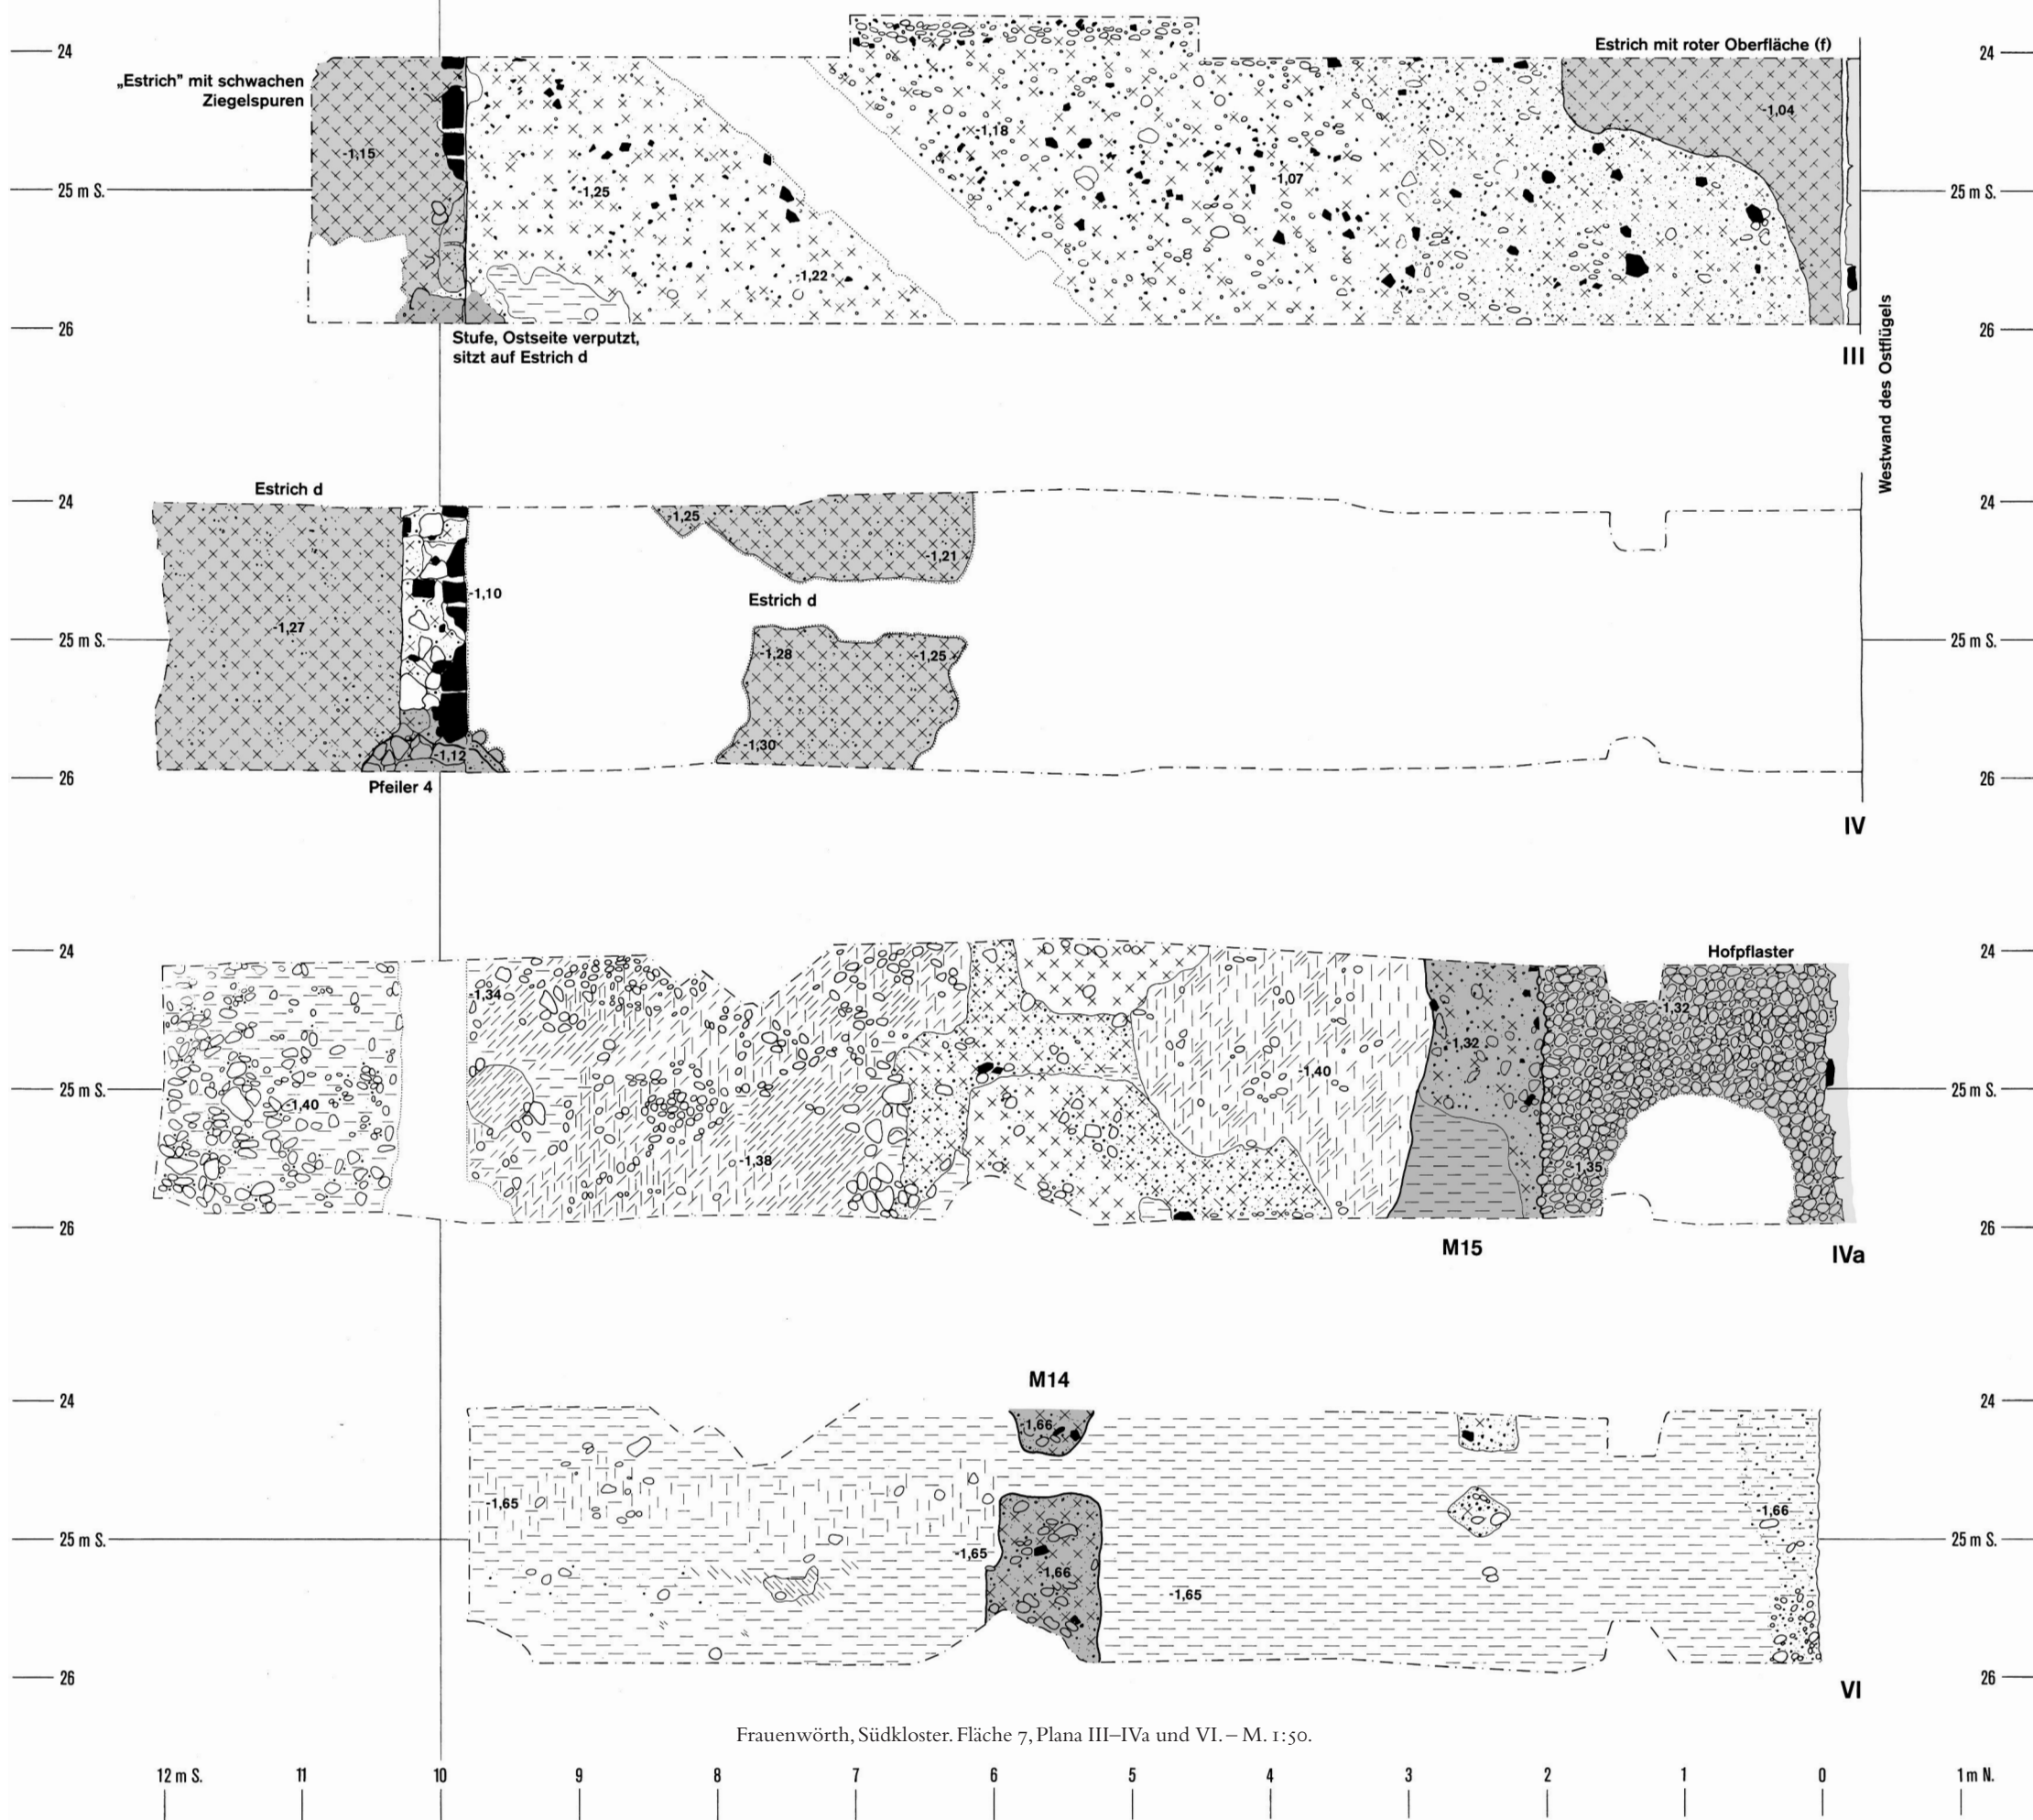 24
24
Estrich mit roter Oberfläche (f)
„Estrich” mit schwachen
Ziegelspuren
-1,04
-1,18
-1,15
-1,07
25 m S.
-1,25
25 m S.
-1,22
26
26
Stufe, Ostseite verputzt,
sitzt auf Estrich d
III
Westwand des Ostflügels
Estrich d
24
24
-1,25
-1,21
-1,10
Estrich d
-1,27
25 m S.
25 m S.
-1,28
-1,25
-1,30
-1,12
26
26
Pfeiler 4
IV
24
Hofpflaster
24
-1,34
-1,32
-1,32
-1,40
25 m S.
25 m S.
-1,40
-1,38
-1,35
26
26
M15
IVa
M14
24
24
-1,66
-1,65
-1,66
25 m S.
25 m S.
-1,65
-1,66
-1,65
26
26
VI
Frauenwörth, Südkloster. Fläche 7, Plana III–IVa und VI. – M. 1:50.
12 m S.
11
10
9
8
7
6
5
4
3
2
1
0
1 m N.